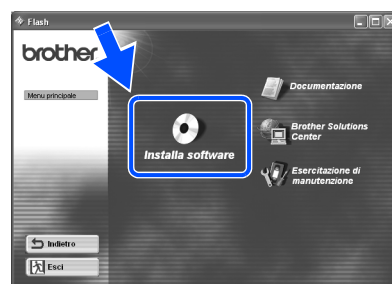 Flash
brother
Menu principale
Documentazione
Brother Solutions
Center
Installa software
Esercitazione di
manutenzione
Indietro
Esci